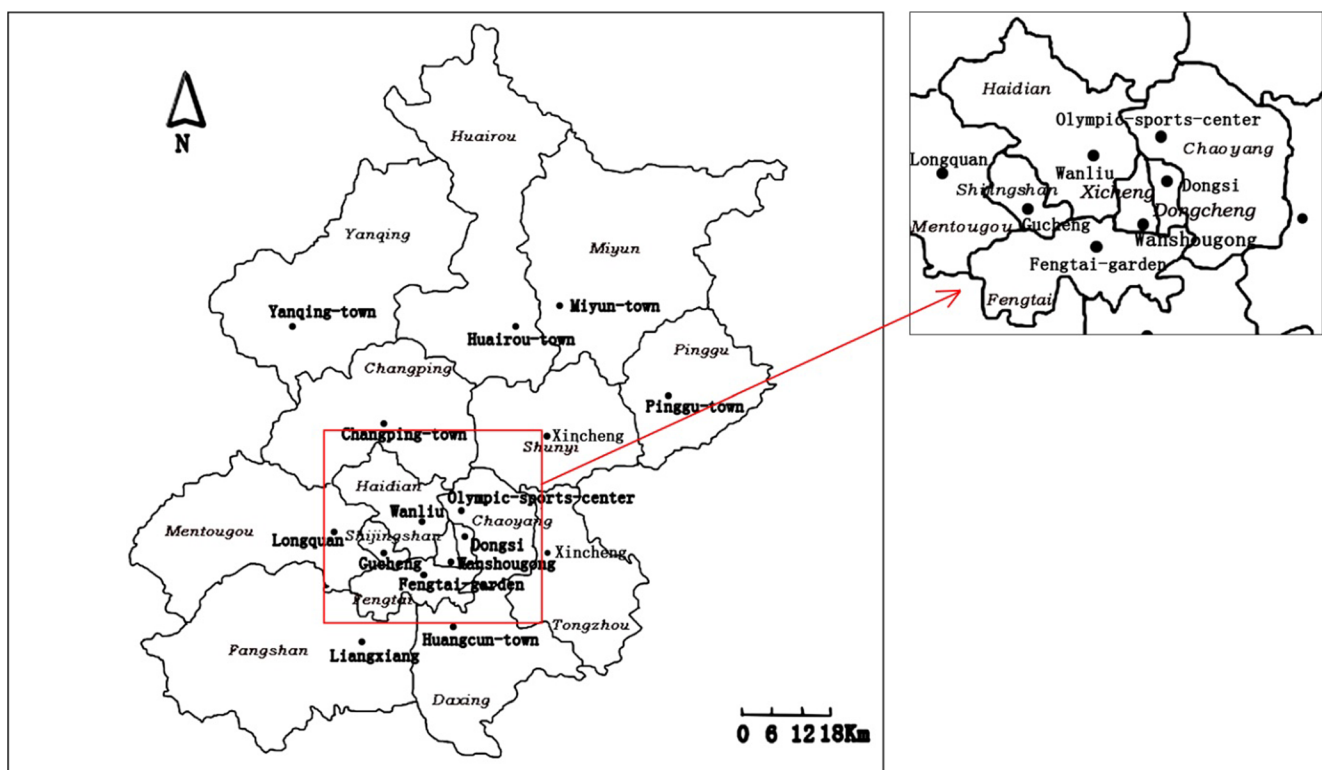 N
Huairou
Yanqing
Miyun
Yanqing-town
Miyun-town
Huairou-town
Pinggu
Changping
Pinggu-town
Changping-town
Xincheng
Shunyi
Haidian
Olympic-sports-center
Wanliu
Chaoyang
Mentougou
Longquan
Shijingshan
Dongsi
Gucheng
Wanshougong
Xincheng
Fengtai-garden
Fengtai
Tongzhou
Huangcun-town
Fangshan
Liangxiang
Daxing
0 6 12 18Km
Haidian
Olympic-sports-center
Chaoyang
Longquan
Wanliu
Shijingshan
Xicheng
Dongsi
Dongcheng
Mentougou
Gucheng
Wanshougong
Fengtai-garden
Fengtai